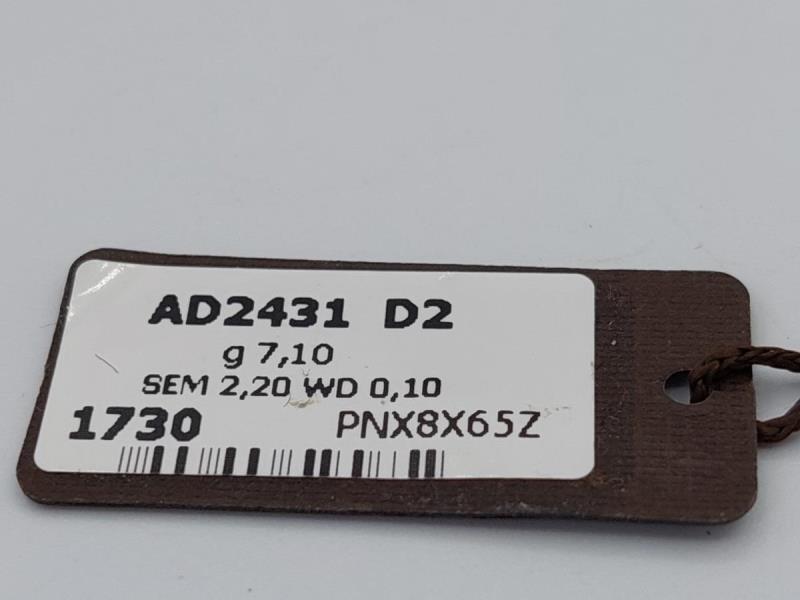 AD2431 D2
g 7,10
SEM 2,20 WD 0,10
1730 PNX8X65Z